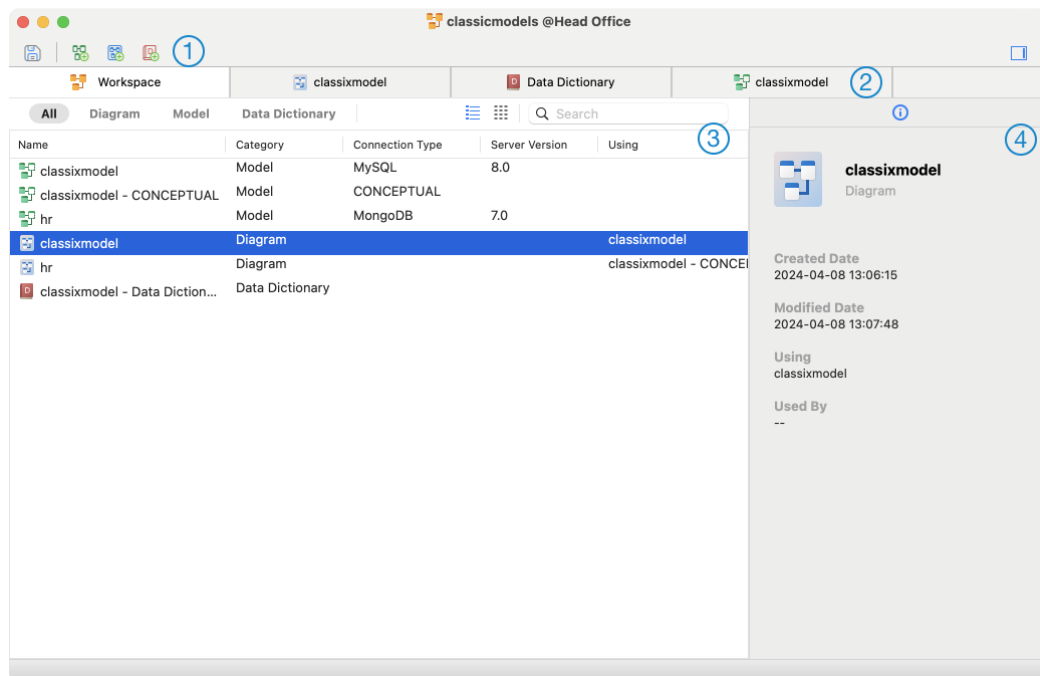 classicmodels @Head Office
1
Workspace classixmodel Data Dictionary classixmodel 2
All Diagram Model Data Dictionary Search
3
4
Name Category Connection Type Server Version Using
classixmodel Model MySQL 8.0
classixmodel - CONCEPTUAL Model CONCEPTUAL
hr Model MongoDB 7.0
classixmodel Diagram classixmodel
hr Diagram classixmodel - CONCEI
classixmodel - Data Diction... Data Dictionary
classixmodel
Diagram
Created Date
2024-04-08 13:06:15
Modified Date
2024-04-08 13:07:48
Using
classixmodel
Used By
--